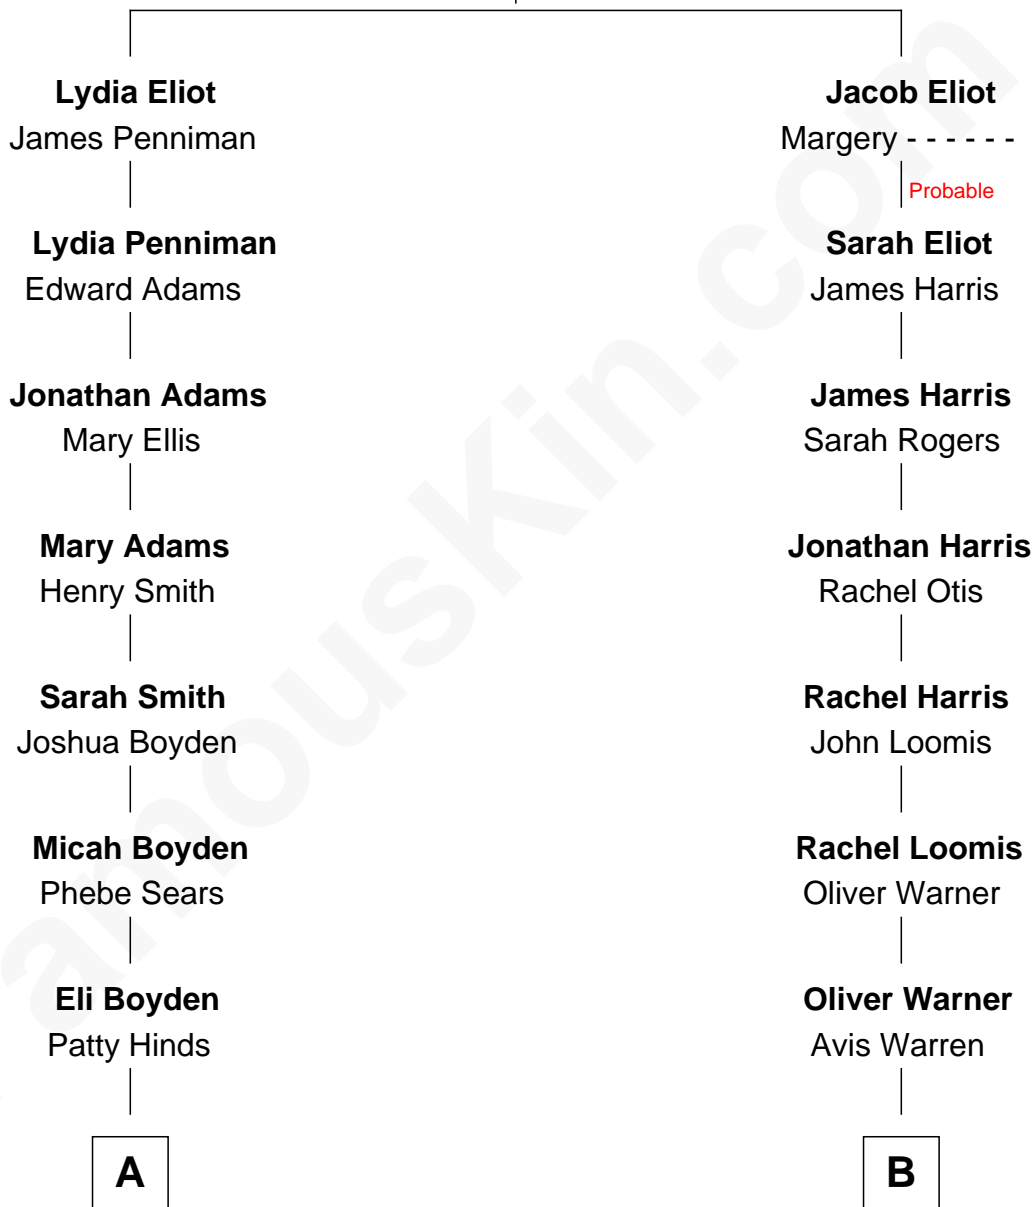 Lydia Eliot
James Penniman
Lydia Penniman
Edward Adams
Jonathan Adams
Mary Ellis
Mary Adams
Henry Smith
Sarah Smith
Joshua Boyden
Micah Boyden
Phebe Sears
Eli Boyden
Patty Hinds
A
Jacob Eliot
Margery - - - - - -
Probable
Sarah Eliot
James Harris
James Harris
Sarah Rogers
Jonathan Harris
Rachel Otis
Rachel Harris
John Loomis
Rachel Loomis
Oliver Warner
Oliver Warner
Avis Warren
B
amousKin.com